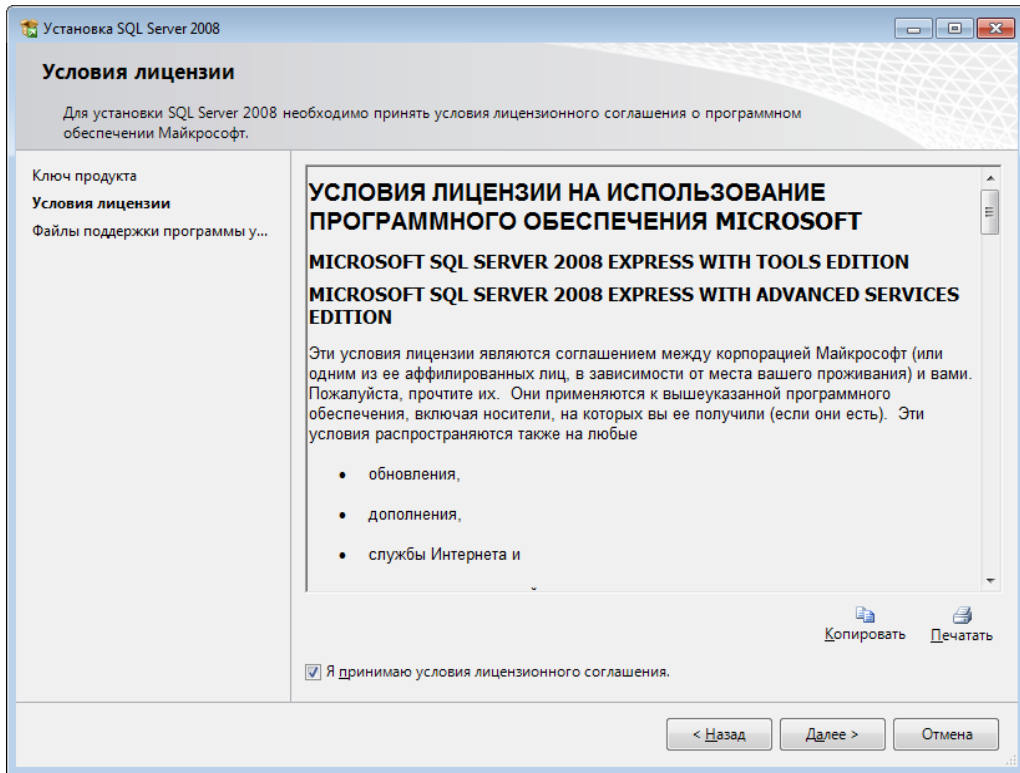 Установка SQL Server 2008
Условия лицензии
Для установки SQL Server 2008 необходимо принять условия лицензионного соглашения о программном
обеспечении Майкрософт.
Ключ продукта
Условия лицензии
Файлы поддержки программы у...
УСЛОВИЯ ЛИЦЕНЗИИ НА ИСПОЛЬЗОВАНИЕ
ПРОГРАММНОГО ОБЕСПЕЧЕНИЯ MICROSOFT
MICROSOFT SQL SERVER 2008 EXPRESS WITH TOOLS EDITION
MICROSOFT SQL SERVER 2008 EXPRESS WITH ADVANCED SERVICES
EDITION
Эти условия лицензии являются соглашением между корпорацией Майкрософт (или
одним из ее аффилированных лиц, в зависимости от места вашего проживания) и вами.
Пожалуйста, прочтите их. Они применяются к вышеуказанной программного
обеспечения, включая носители, на которых вы ее получили (если они есть). Эти
условия распространяются также на любые
• обновления,
• дополнения,
• службы Интернета и
Копировать
Печатать
Я принимаю условия лицензионного соглашения.
< Назад
Далее >
Отмена